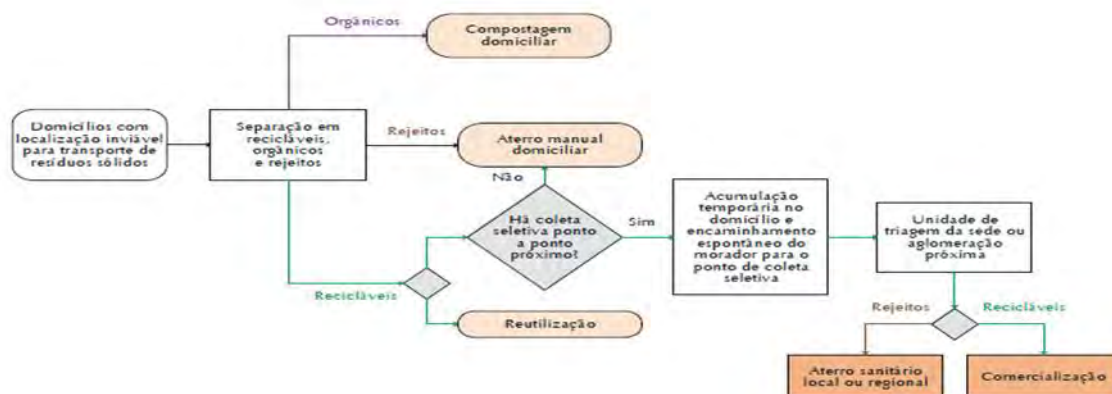 Orgânicos
Compostagem
domiciliar
Domicílios com
localização inviável
para transporte de
resíduos sólidos
Separação em
recicláveis,
orgânicos
e rejeitos
Rejeitos
Aterro manual
domiciliar
Não
Há coleta
seletiva ponto
a ponto
próximo?
Sim
Acumulação
temporária no
domicílio e
encaminhamento
espontâneo do
morador para o
ponto de coleta
seletiva
Unidade de
triagem da sede ou
aglomeração
próxima
Recicláveis
Reutilização
Rejeitos
Recicláveis
Aterro sanitário
local ou regional
Comercialização